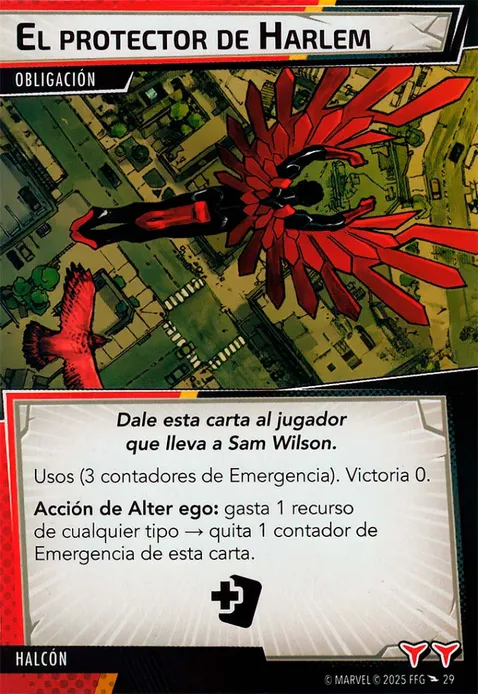 El protector de Harlem
OBLIGACIÓN
Dale esta carta al jugador
que lleva a Sam Wilson.
Usos (3 contadores de Emergencia). Victoria 0.
Acción de Alter ego: gasta 1 recurso
de cualquier tipo → quita 1 contador de
Emergencia de esta carta.
HALCÓN
© MARVEL © 2025 FFG 29